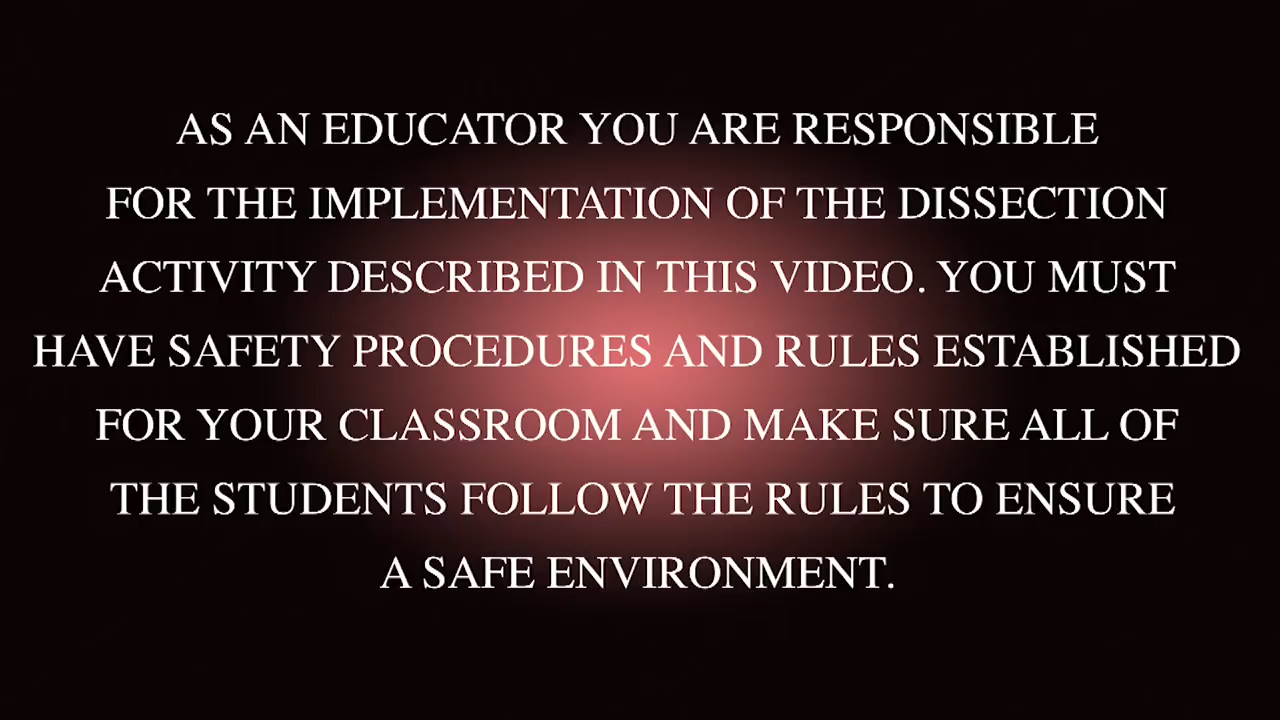 AS AN EDUCATOR YOU ARE RESPONSIBLE
FOR THE IMPLEMENTATION OF THE DISSECTION
ACTIVITY DESCRIBED IN THIS VIDEO. YOU MUST
HAVE SAFETY PROCEDURES AND RULES ESTABLISHED
FOR YOUR CLASSROOM AND MAKE SURE ALL OF
THE STUDENTS FOLLOW THE RULES TO ENSURE
A SAFE ENVIRONMENT.